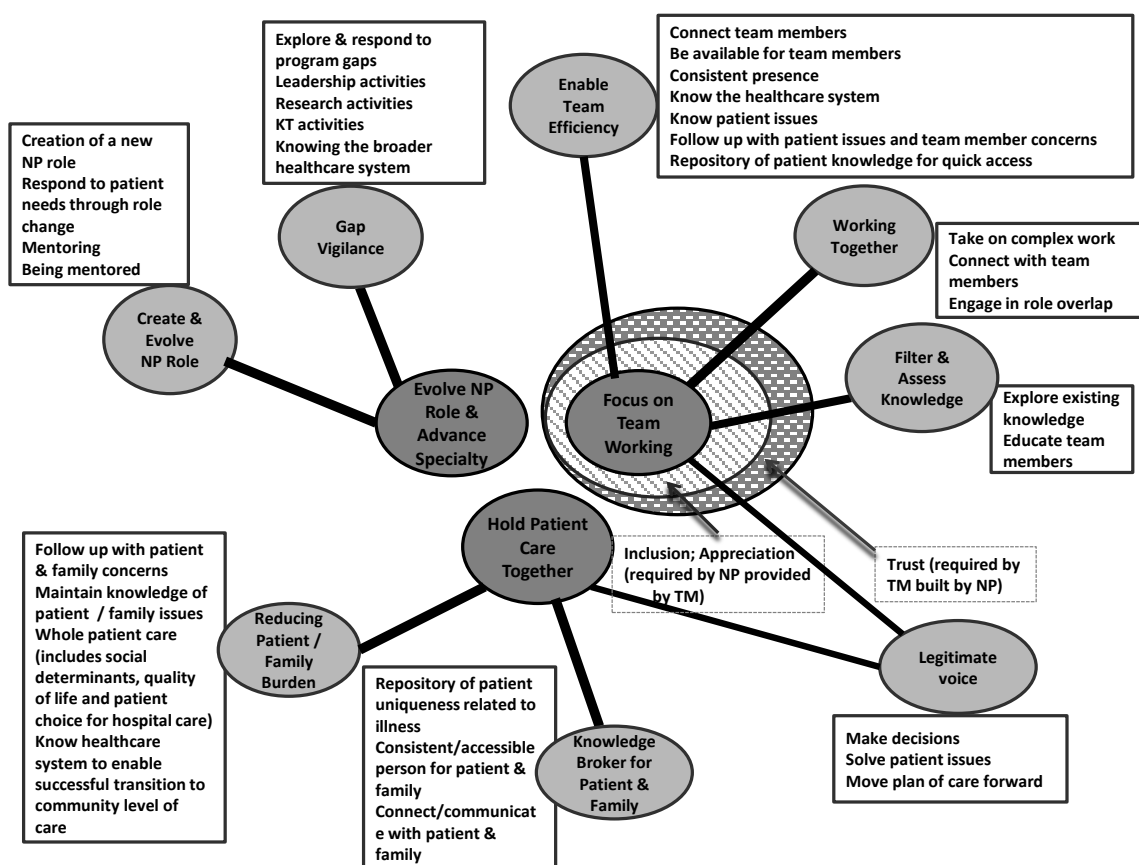 Explore & respond to
program gaps
Leadership activities
Research activities
KT activities
Knowing the broader
healthcare system
Enable
Team
Efficiency
Connect team members
Be available for team members
Consistent presence
Know the healthcare system
Know patient issues
Follow up with patient issues and team member concerns
Repository of patient knowledge for quick access
Creation of a new
NP role
Respond to patient
needs through role
change
Mentoring
Being mentored
Gap
Vigilance
Working
Together
Take on complex work
Connect with team
members
Engage in role overlap
Create &
Evolve
NP Role
Evolve NP
Role &
Advance
Specialty
Focus on
Team
Working
Filter &
Assess
Knowledge
Explore existing
knowledge
Educate team
members
Hold Patient
Care
Together
Inclusion; Appreciation
(required by NP provided
by TM)
Trust (required by
TM built by NP)
Follow up with patient
& family concerns
Maintain knowledge of
patient / family issues
Whole patient care
(includes social
determinants, quality
of life and patient
choice for hospital care)
Know healthcare
system to enable
successful transition to
community level of
care
Reducing
Patient /
Family
Burden
Repository of patient
uniqueness related to
illness
Consistent/accessible
person for patient &
family
Connect/communicat
e with patient &
family
Knowledge
Broker for
Patient &
Family
Legitimate
voice
Make decisions
Solve patient issues
Move plan of care forward